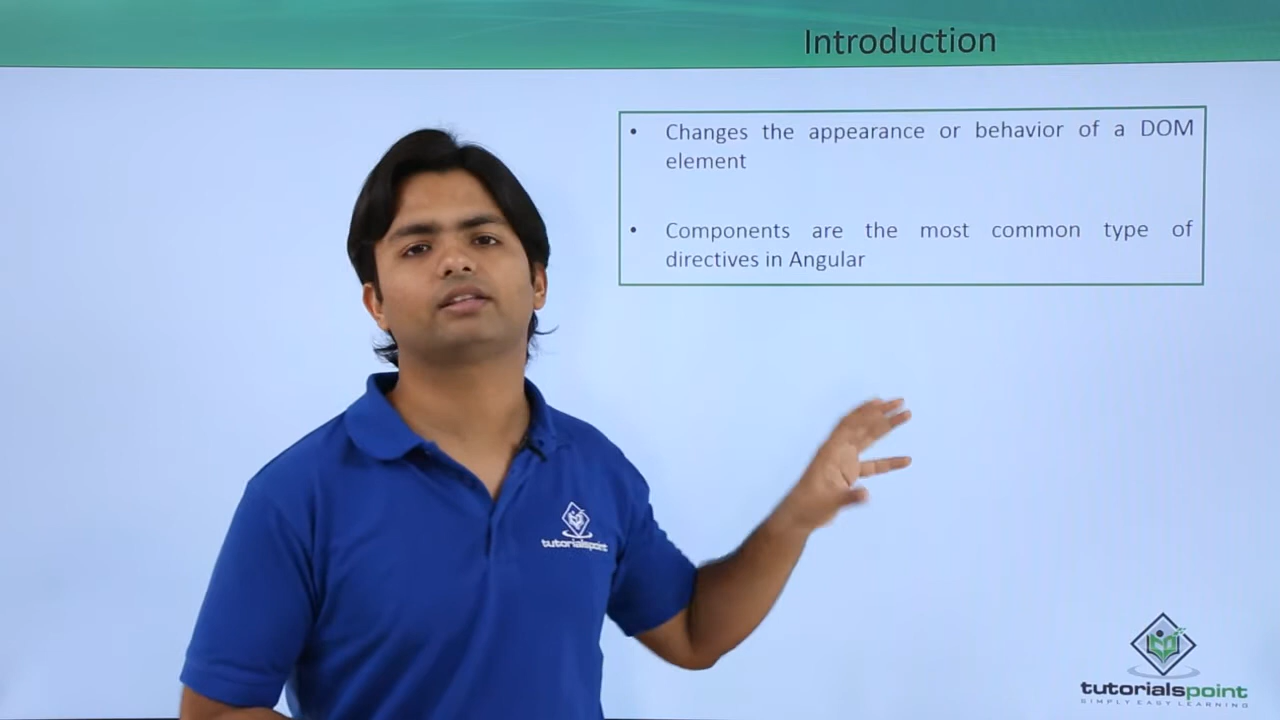 Introduction
• Changes the appearance or behavior of a DOM
element
• Components are the most common type of
directives in Angular
tutorialspoint
tutorialspoint
SIMPLY EASY LEARNING